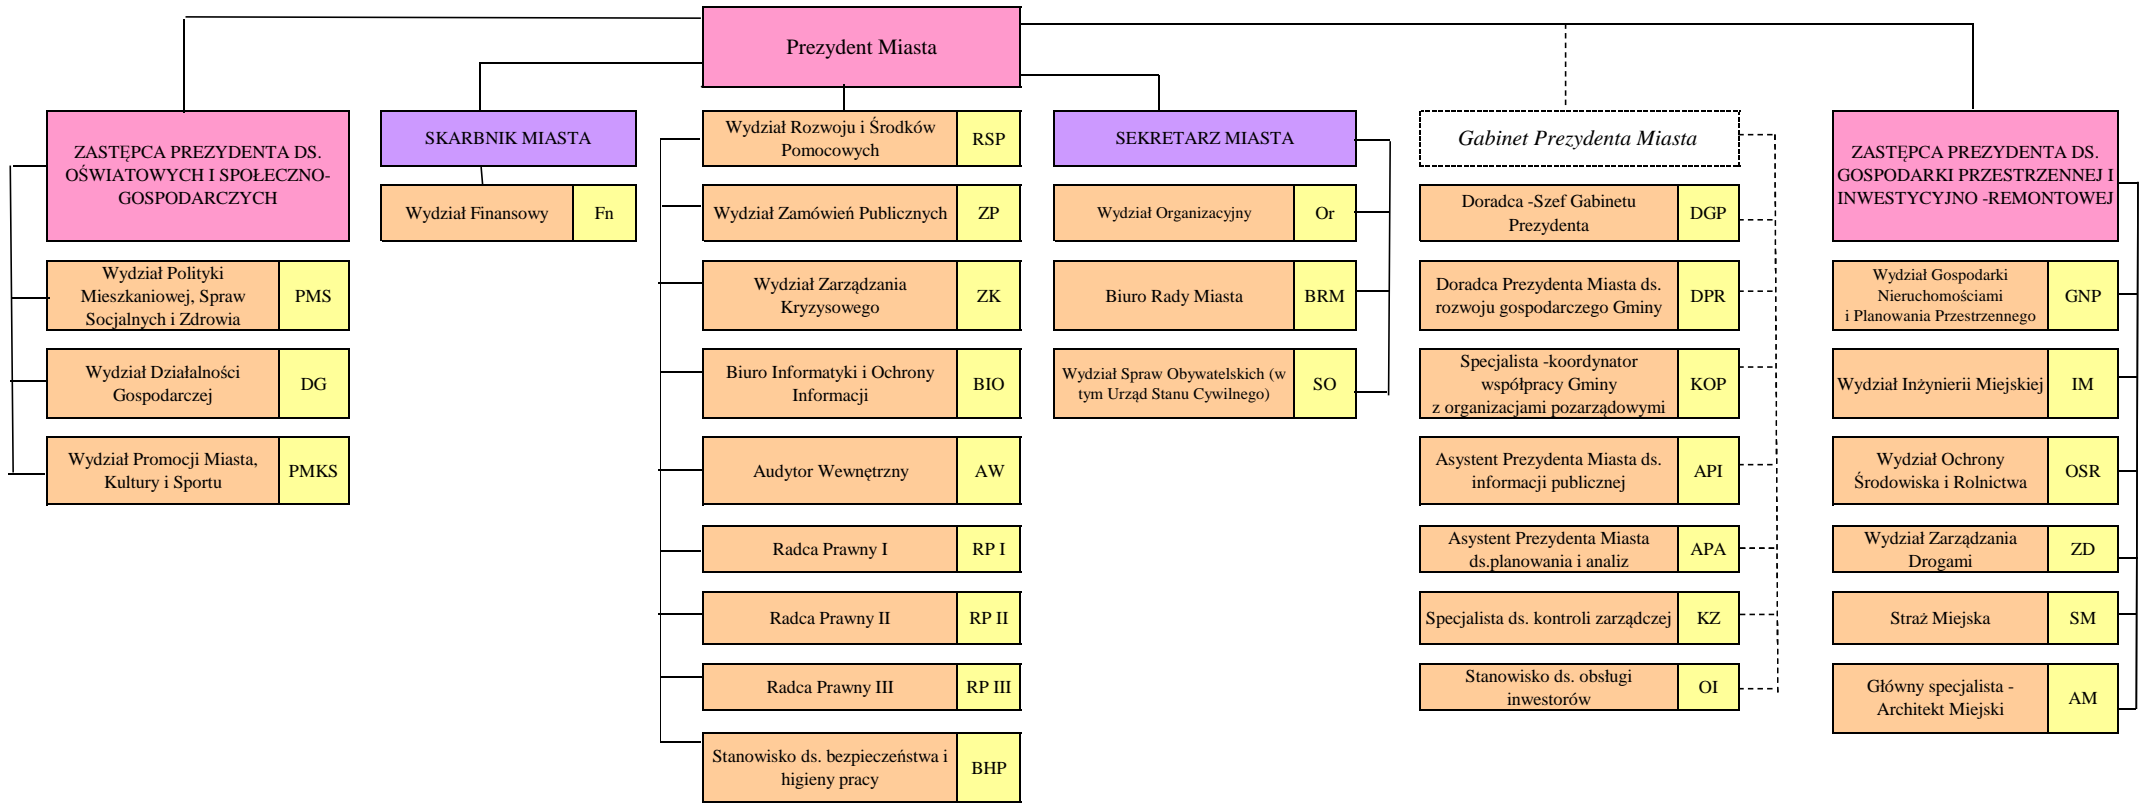 Prezydent Miasta
ZASTĘPCA PREZYDENTA DS.
OŚWIATOWYCH I SPOŁECZNO-
GOSPODARCZYCH
Wydział Polityki
Mieszkaniowej, Spraw
Socjalnych i Zdrowia
PMS
Wydział Działalności
Gospodarczej
DG
Wydział Promocji Miasta,
Kultury i Sportu
PMKS
SKARBNIK MIASTA
Wydział Finansowy
Fn
Wydział Rozwoju i Środków
Pomocowych
RSP
Wydział Zamówień Publicznych
ZP
Wydział Zarządzania
Kryzysowego
ZK
Biuro Informatyki i Ochrony
Informacji
BIO
Audytor Wewnętrzny
AW
Radca Prawny I
RP I
Radca Prawny II
RP II
Radca Prawny III
RP III
Stanowisko ds. bezpieczeństwa i
higieny pracy
BHP
SEKRETARZ MIASTA
Wydział Organizacyjny
Or
Biuro Rady Miasta
BRM
Wydział Spraw Obywatelskich (w
tym Urząd Stanu Cywilnego)
SO
Gabinet Prezydenta Miasta
Doradca -Szef Gabinetu
Prezydenta
DGP
Doradca Prezydenta Miasta ds.
rozwoju gospodarczego Gminy
DPR
Specjalista -koordynator
współpracy Gminy
z organizacjami pozarządowymi
KOP
Asystent Prezydenta Miasta ds.
informacji publicznej
API
Asystent Prezydenta Miasta
ds.planowania i analiz
APA
Specjalista ds. kontroli zarządczej
KZ
Stanowisko ds. obsługi
inwestorów
OI
ZASTĘPCA PREZYDENTA DS.
GOSPODARKI PRZESTRZENNEJ I
INWESTYCYJNO -REMONTOWEJ
Wydział Gospodarki
Nieruchomościami
i Planowania Przestrzennego
GNP
Wydział Inżynierii Miejskiej
IM
Wydział Ochrony
Środowiska i Rolnictwa
OSR
Wydział Zarządzania
Drogami
ZD
Straż Miejska
SM
Główny specjalista -
Architekt Miejski
AM